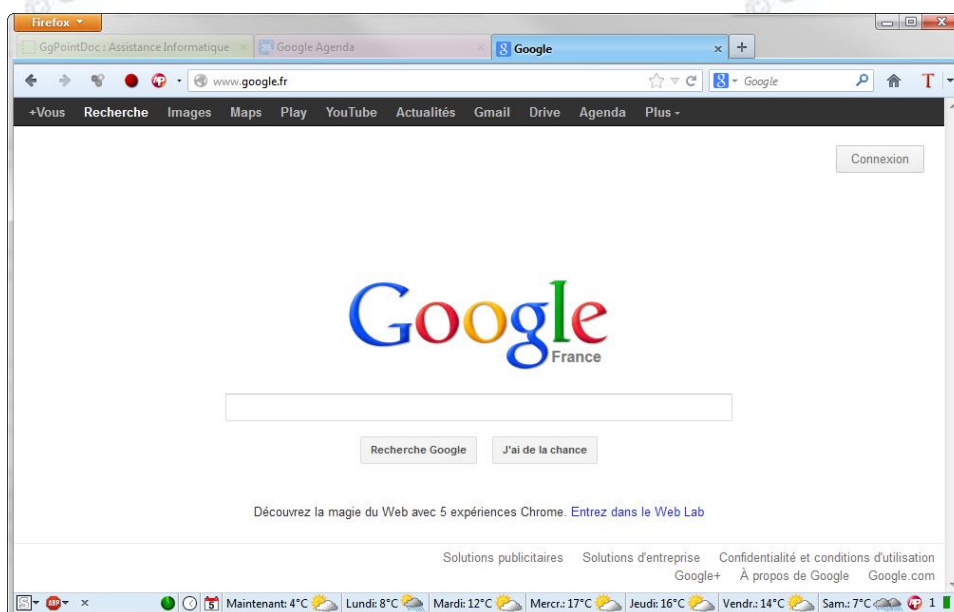 Firefox
GgPointDoc : Assistance Informatique Google Agenda Google
www.google.fr Google
+Vous Recherche Images Maps Play YouTube Actualités Gmail Drive Agenda Plus
Connexion
Google
France
Recherche Google J'ai de la chance
Découvrez la magie du Web avec 5 expériences Chrome. Entrez dans le Web Lab
Solutions publicitaires Solutions d'entreprise Confidentialité et conditions d'utilisation
Google+ À propos de Google Google.com
ABP 5 Maintenant: 4°C Lundi: 8°C Mardi: 12°C Mercr.: 17°C Jeudi: 16°C Vendr.: 14°C Sam.: 7°C 1